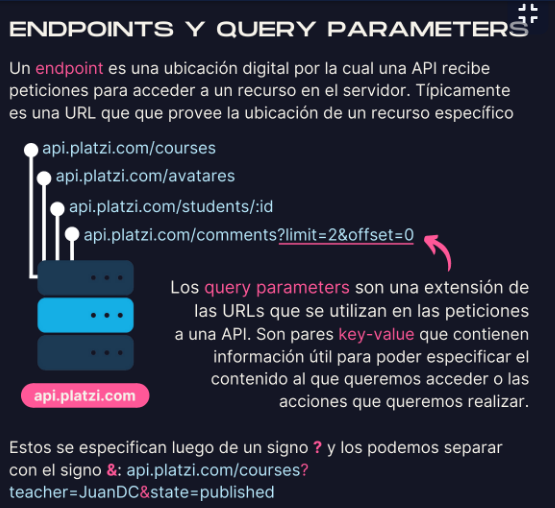 ENDPOINTS Y QUERY PARAMETERS
Un endpoint es una ubicación digital por la cual una API recibe
peticiones para acceder a un recurso en el servidor. Típicamente
es una URL que que provee la ubicación de un recurso específico
api.platzi.com/courses
api.platzi.com/avatares
api.platzi.com/students/:id
api.platzi.com/comments?limit=2&offset=0
Los query parameters son una extensión de
las URLs que se utilizan en las peticiones
a una API. Son pares key-value que contienen
información útil para poder especificar el
contenido al que queremos acceder o las
acciones que queremos realizar.
api.platzi.com
Estos se especifican luego de un signo ? y los podemos separar
con el signo &: api.platzi.com/courses?
teacher=JuanDC&state=published